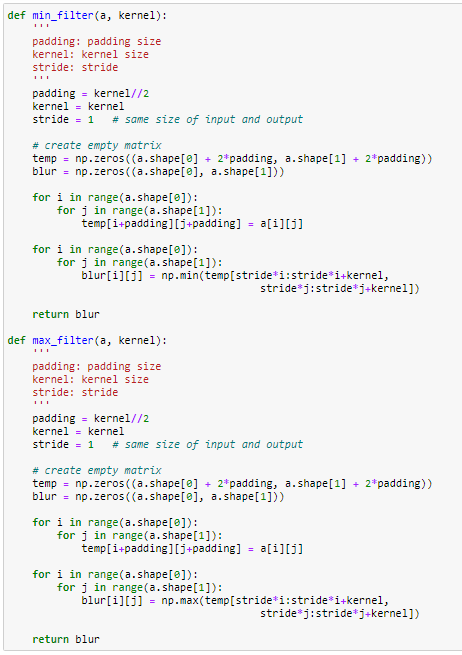 def min_filter(a, kernel):
    '''
    padding: padding size
    kernel: kernel size
    stride: stride
    '''
    padding = kernel//2
    kernel = kernel
    stride = 1   # same size of input and output

    # create empty matrix
    temp = np.zeros((a.shape[0] + 2*padding, a.shape[1] + 2*padding))
    blur = np.zeros((a.shape[0], a.shape[1]))

    for i in range(a.shape[0]):
        for j in range(a.shape[1]):
            temp[i+padding][j+padding] = a[i][j]

    for i in range(a.shape[0]):
        for j in range(a.shape[1]):
            blur[i][j] = np.min(temp[stride*i:stride*i+kernel,
                                        stride*j:stride*j+kernel])

    return blur

def max_filter(a, kernel):
    '''
    padding: padding size
    kernel: kernel size
    stride: stride
    '''
    padding = kernel//2
    kernel = kernel
    stride = 1   # same size of input and output

    # create empty matrix
    temp = np.zeros((a.shape[0] + 2*padding, a.shape[1] + 2*padding))
    blur = np.zeros((a.shape[0], a.shape[1]))

    for i in range(a.shape[0]):
        for j in range(a.shape[1]):
            temp[i+padding][j+padding] = a[i][j]

    for i in range(a.shape[0]):
        for j in range(a.shape[1]):
            blur[i][j] = np.max(temp[stride*i:stride*i+kernel,
                                        stride*j:stride*j+kernel])

    return blur